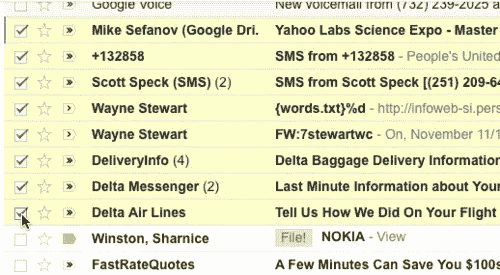 Google Voice New voicemail from (732) 239-2025 a
Mike Sefanov (Google Dri. Yahoo Labs Science Expo - Master
+132858 SMS from +132858 - People's United
Scott Speck (SMS) (2) SMS from Scott Speck [(251) 209-64
Wayne Stewart {words.txt}%d - http://infoweb-si.pers
Wayne Stewart FW:7stewartwc - On, November 11/1
DeliveryInfo (4) Delta Baggage Delivery Information
Delta Messenger (2) Last Minute Information about You
Delta Air Lines Tell Us How We Did On Your Flight
Winston, Sharnice File! NOKIA - View
FastRateQuotes A Few Minutes Can Save You $100s